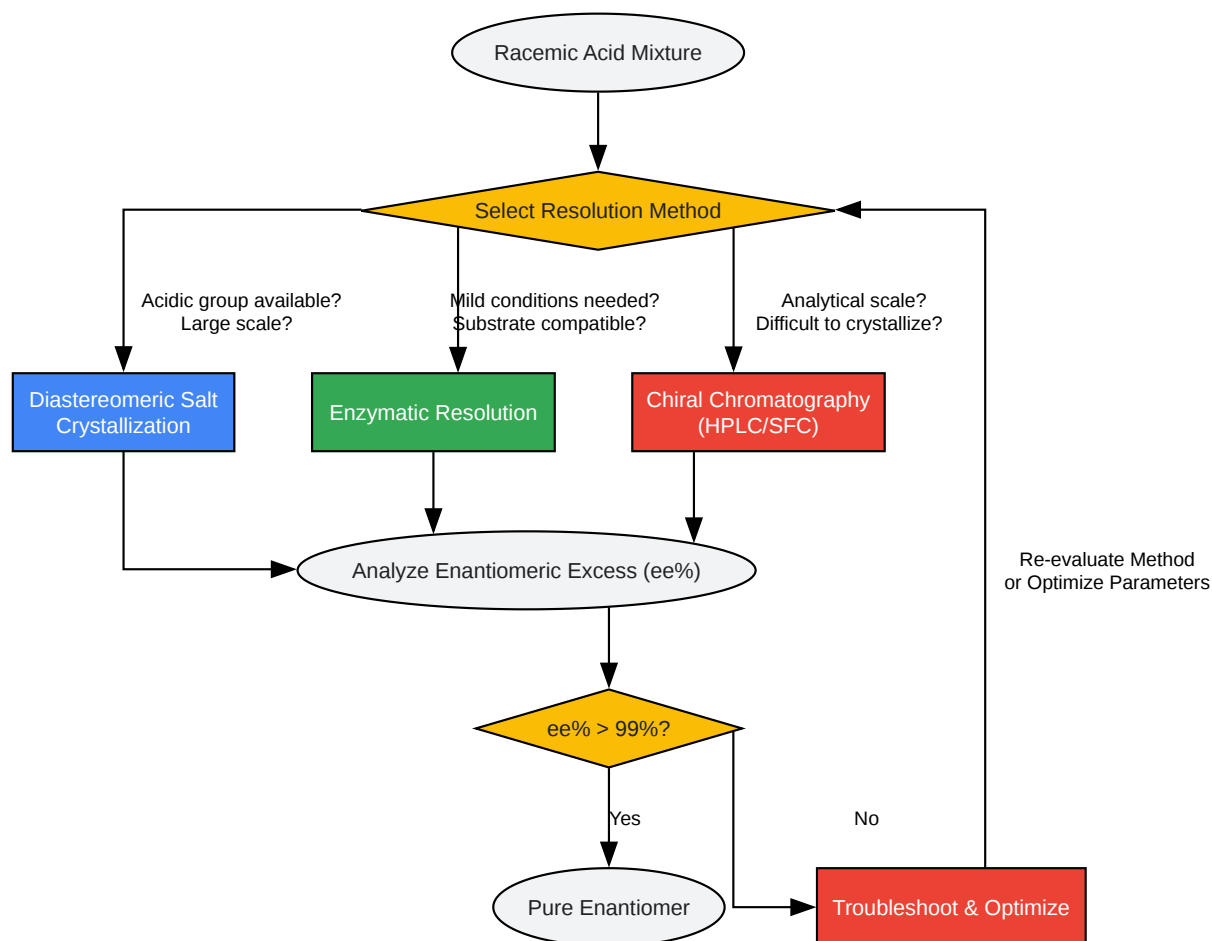 Racemic Acid Mixture
Select Resolution Method
Acidic group available?
Large scale?
Mild conditions needed?
Substrate compatible?
Analytical scale?
Difficult to crystallize?
Diastereomeric Salt
Crystallization
Enzymatic Resolution
Chiral Chromatography
(HPLC/SFC)
Analyze Enantiomeric Excess (ee%)
Re-evaluate Method
or Optimize Parameters
ee% > 99%?
Yes
No
Pure Enantiomer
Troubleshoot & Optimize